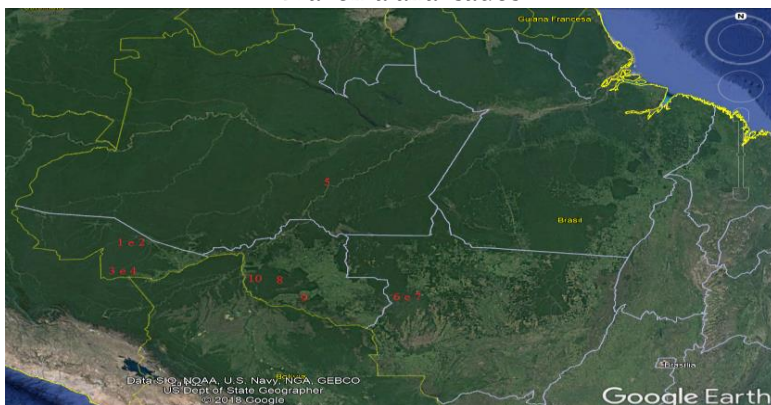 Guiana Francesa
N
5
Brasil
1 e 2
3 e 4
10
8
9
6 e 7
Brasília
Bolívia
Data SIO, NOAA, U.S. Navy, NGA, GEBCO
US Dept of State Geographer
© 2018 Google
Google Earth